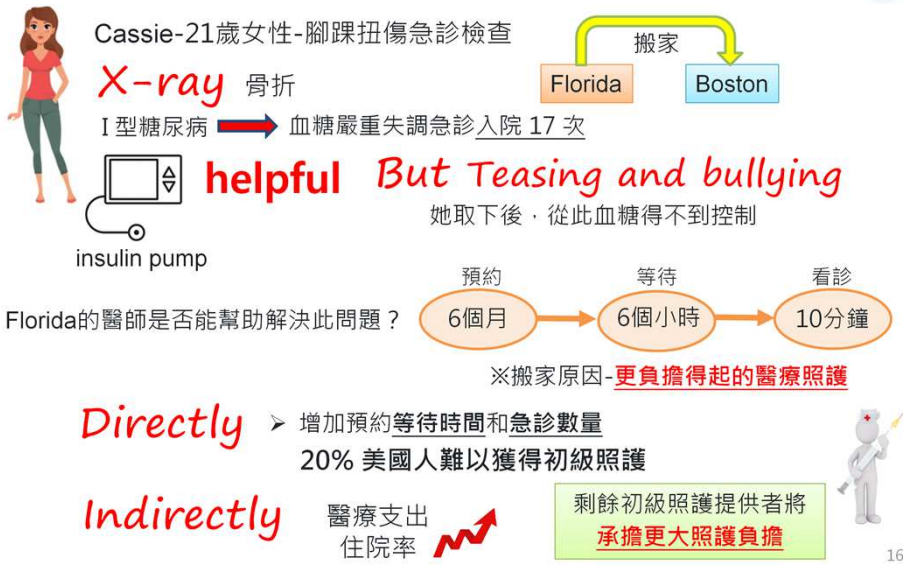 Cassie-21歲女性-腳踝扭傷急診檢查
搬家
Florida
Boston
X-ray 骨折
I 型糖尿病
血糖嚴重失調急診入院 17 次
helpful
But Teasing and bullying
她取下後，從此血糖得不到控制
insulin pump
預約
等待
看診
Florida的醫師是否能幫助解決此問題？
6個月
6個小時
10分鐘
※搬家原因-更負擔得起的醫療照護
Directly
➢ 增加預約等待時間和急診數量
20% 美國人難以獲得初級照護
Indirectly
醫療支出
住院率
剩餘初級照護提供者將
承擔更大照護負擔
16